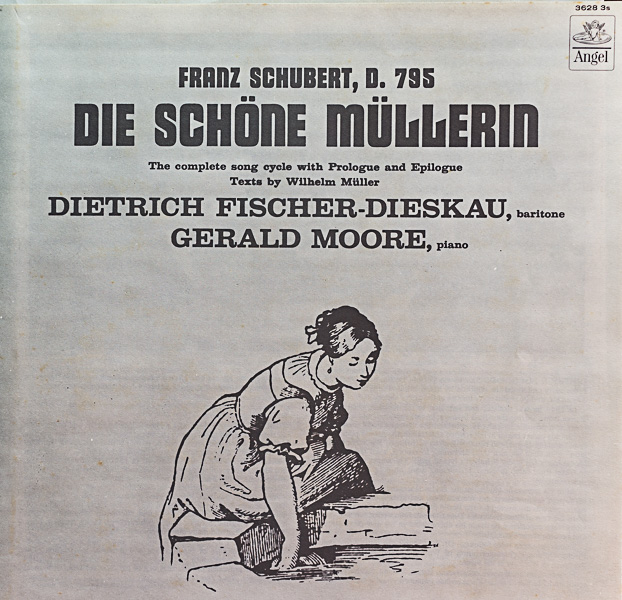 3628 3s
Angel
FRANZ SCHUBERT, D. 795
DIE SCHÖNE MÜLLERIN
The complete song cycle with Prologue and Epilogue
Texts by Wilhelm Müller
DIETRICH FISCHER-DIESKAU, baritone
GERALD MOORE, piano